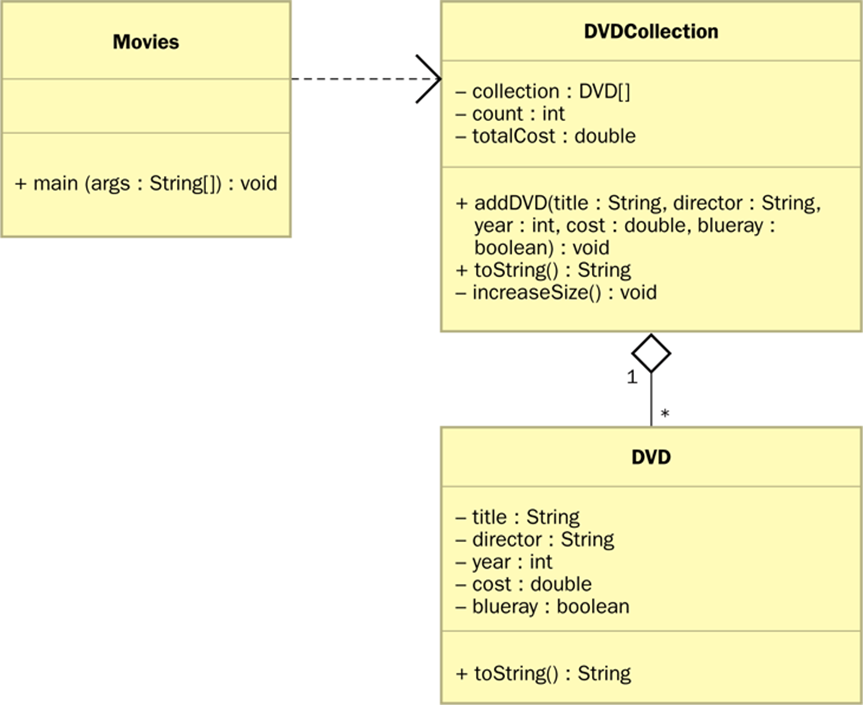 Movies
+ main (args : String[]) : void
DVDCollection
– collection : DVD[]
– count : int
– totalCost : double
+ addDVD(title : String, director : String,
year : int, cost : double, blueray :
boolean) : void
+ toString() : String
– increaseSize() : void
1
*
DVD
– title : String
– director : String
– year : int
– cost : double
– blueray : boolean
+ toString() : String